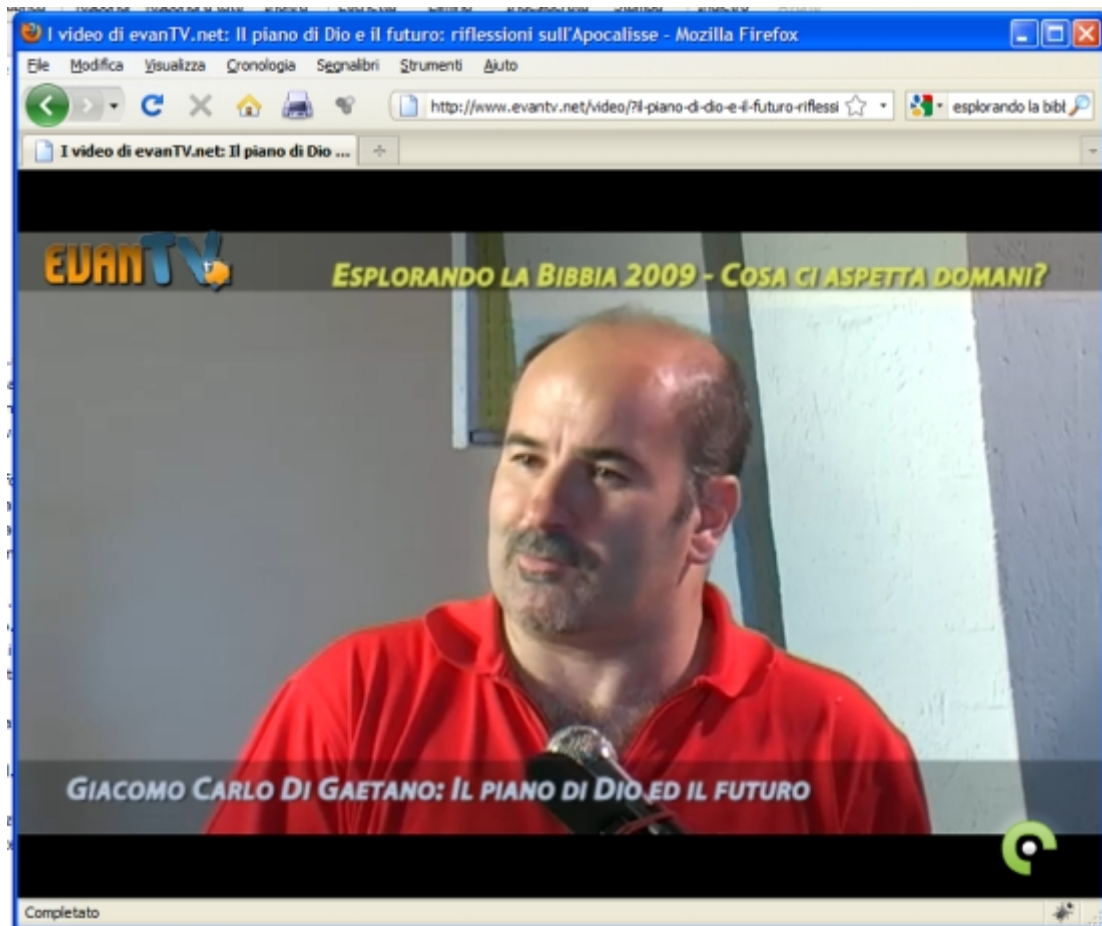 I video di evanTV.net: Il piano di Dio e il futuro: riflessioni sull'Apocalisse - Mozilla Firefox
File Modifica Visualizza Cronologia Segnalibri Strumenti Aiuto
http://www.evantv.net/video/?il-piano-di-dio-e-il-futuro-riflessi
esplorando la bibl
I video di evanTV.net: Il piano di Dio ...
EVANTV
ESPLORANDO LA BIBBIA 2009 - COSA CI ASPETTA DOMANI?
GIACOMO CARLO DI GAETANO: IL PIANO DI DIO ED IL FUTURO
Completato